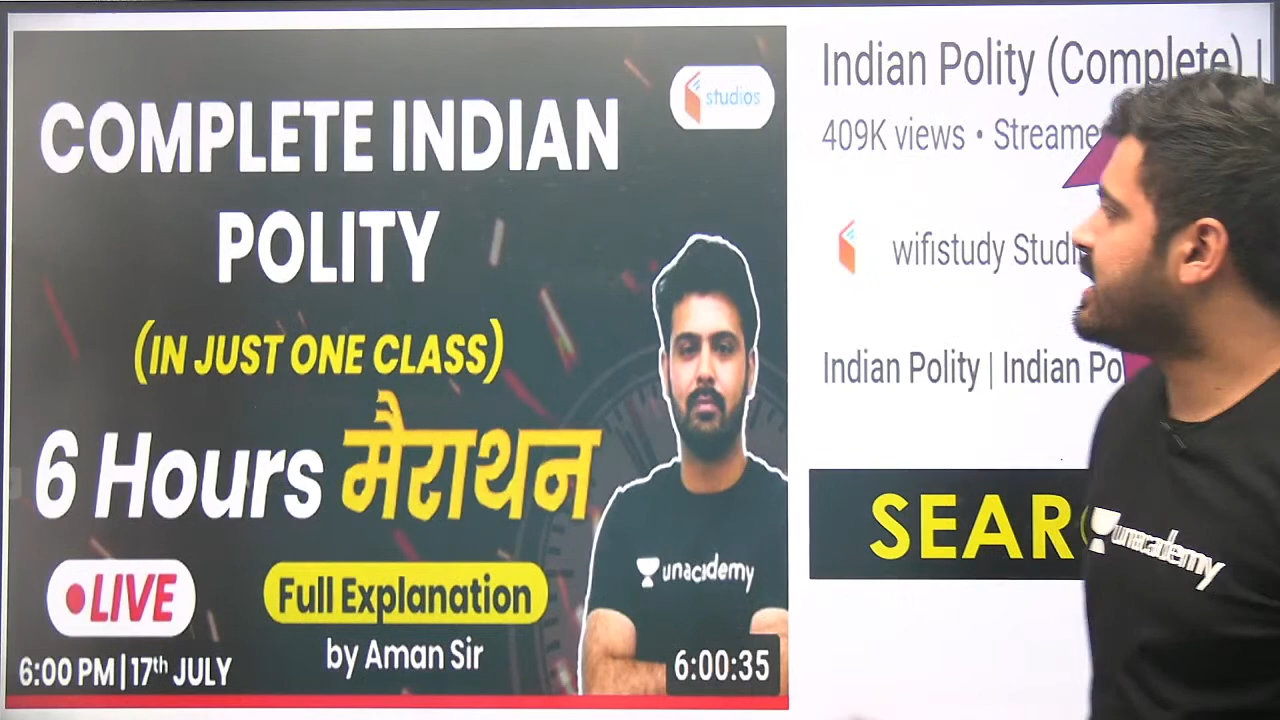 COMPLETE INDIAN
POLITY
(IN JUST ONE CLASS)
6 Hours मैराथन
LIVE
Full Explanation
by Aman Sir
6:00 PM | 17th JULY
studios
unacademy
6:00:35
Indian Polity (Complete) |
409K views • Streame
wifistudy Studi
Indian Polity | Indian Po
SEAR
unacademy